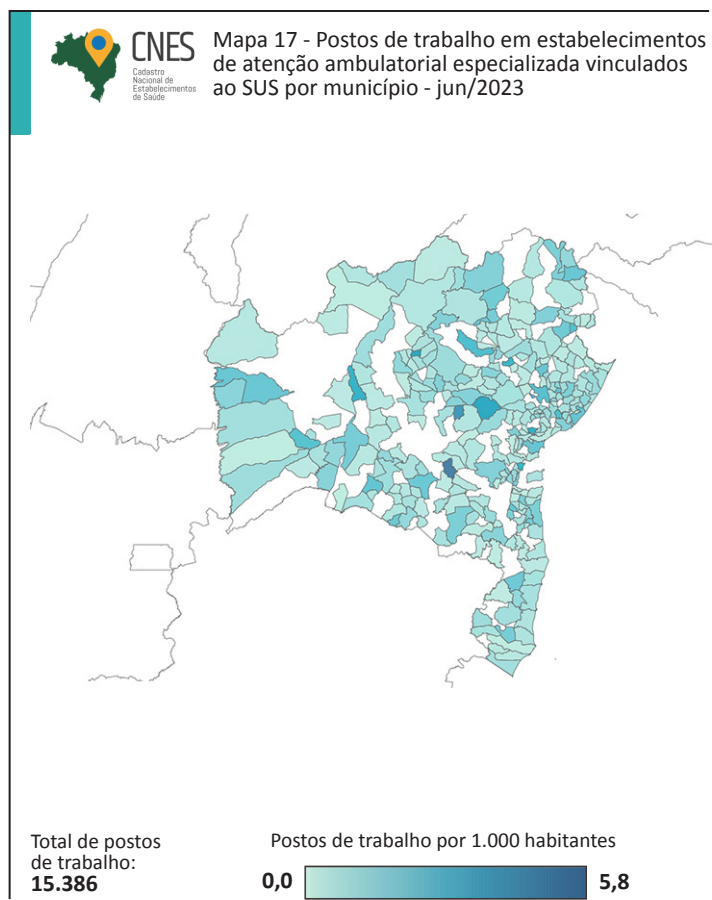 CNES
Cadastro
Nacional de
Estabelecimentos
de Saúde
Mapa 17 - Postos de trabalho em estabelecimentos
de atenção ambulatorial especializada vinculados
ao SUS por município - jun/2023
Total de postos
de trabalho:
15.386
Postos de trabalho por 1.000 habitantes
0,0
5,8